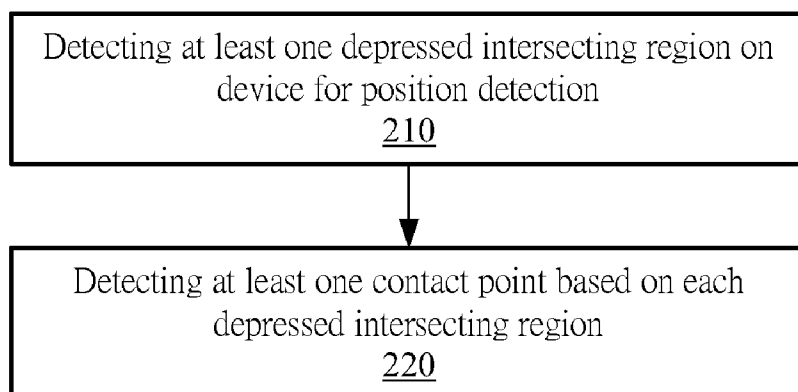 Detecting at least one depressed intersecting region on
device for position detection
210
Detecting at least one contact point based on each
depressed intersecting region
220